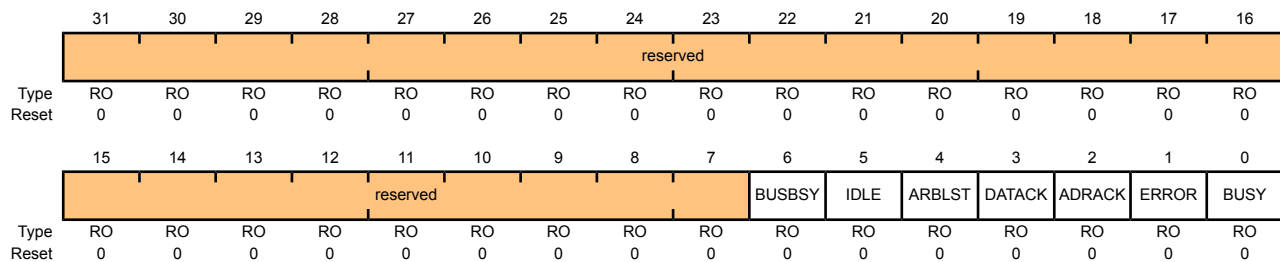 31 30 29 28 27 26 25 24 23 22 21 20 19 18 17 16
reserved
Type RO RO RO RO RO RO RO RO RO RO RO RO RO RO RO RO
Reset 0 0 0 0 0 0 0 0 0 0 0 0 0 0 0 0
15 14 13 12 11 10 9 8 7 6 5 4 3 2 1 0
reserved BUSBSY IDLE ARBLST DATACK ADRACK ERROR BUSY
Type RO RO RO RO RO RO RO RO RO RO RO RO RO RO RO RO
Reset 0 0 0 0 0 0 0 0 0 0 0 0 0 0 0 0